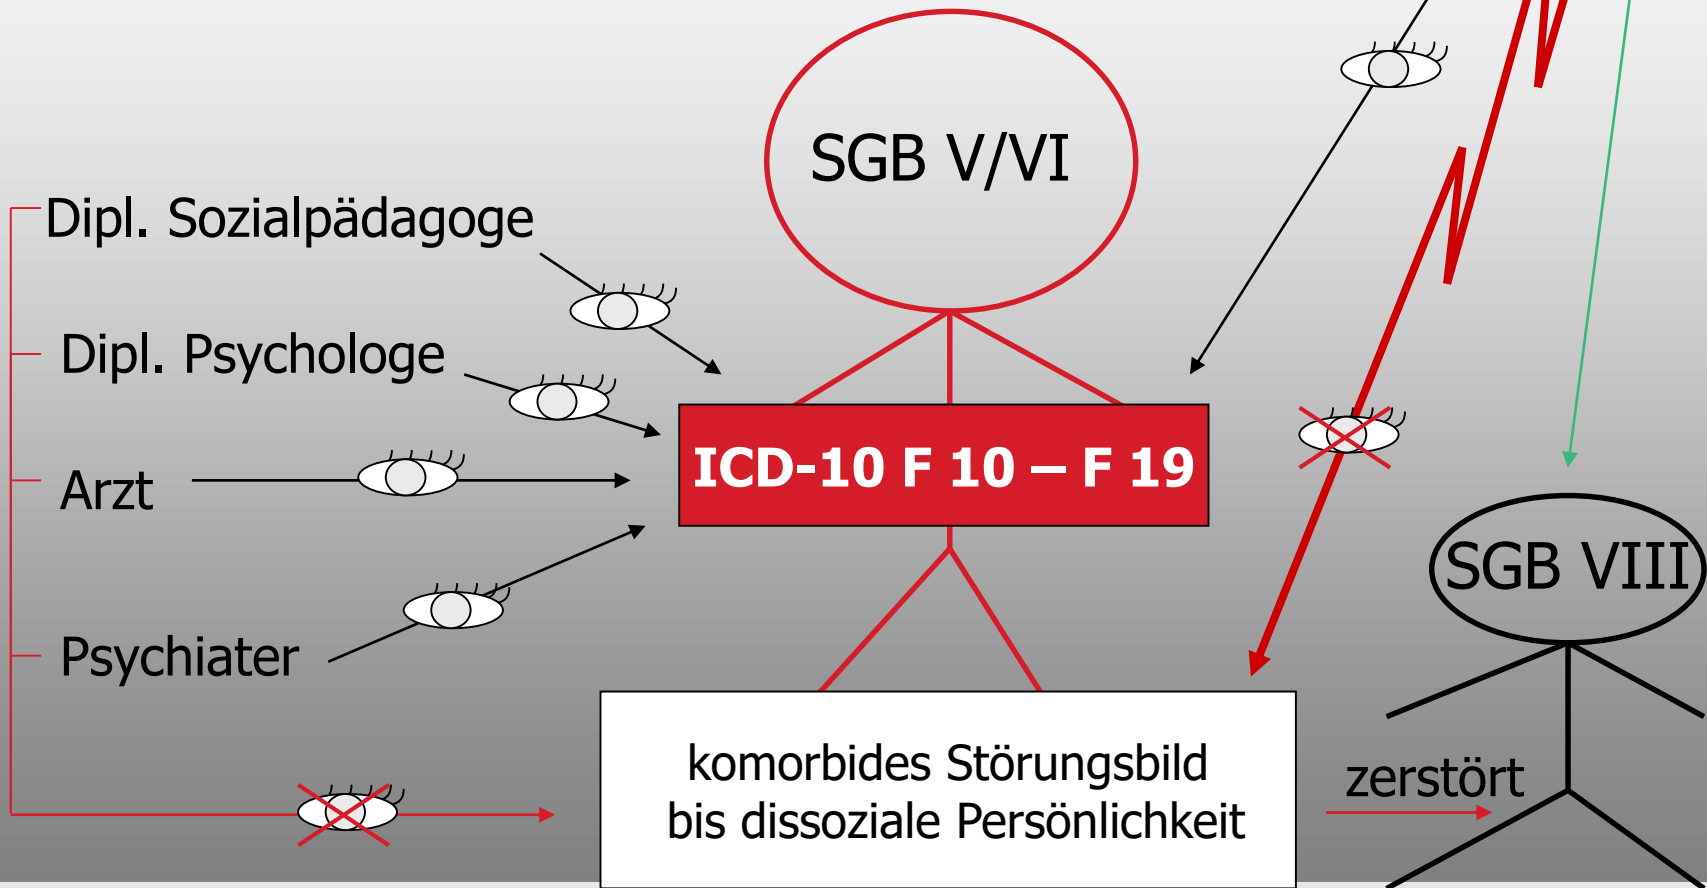 SGB V/VI
Dipl. Sozialpädagoge
Dipl. Psychologe
Arzt
Psychiater
ICD-10 F 10 – F 19
SGB VIII
komorbides Störungsbild
bis dissoziale Persönlichkeit
zerstört